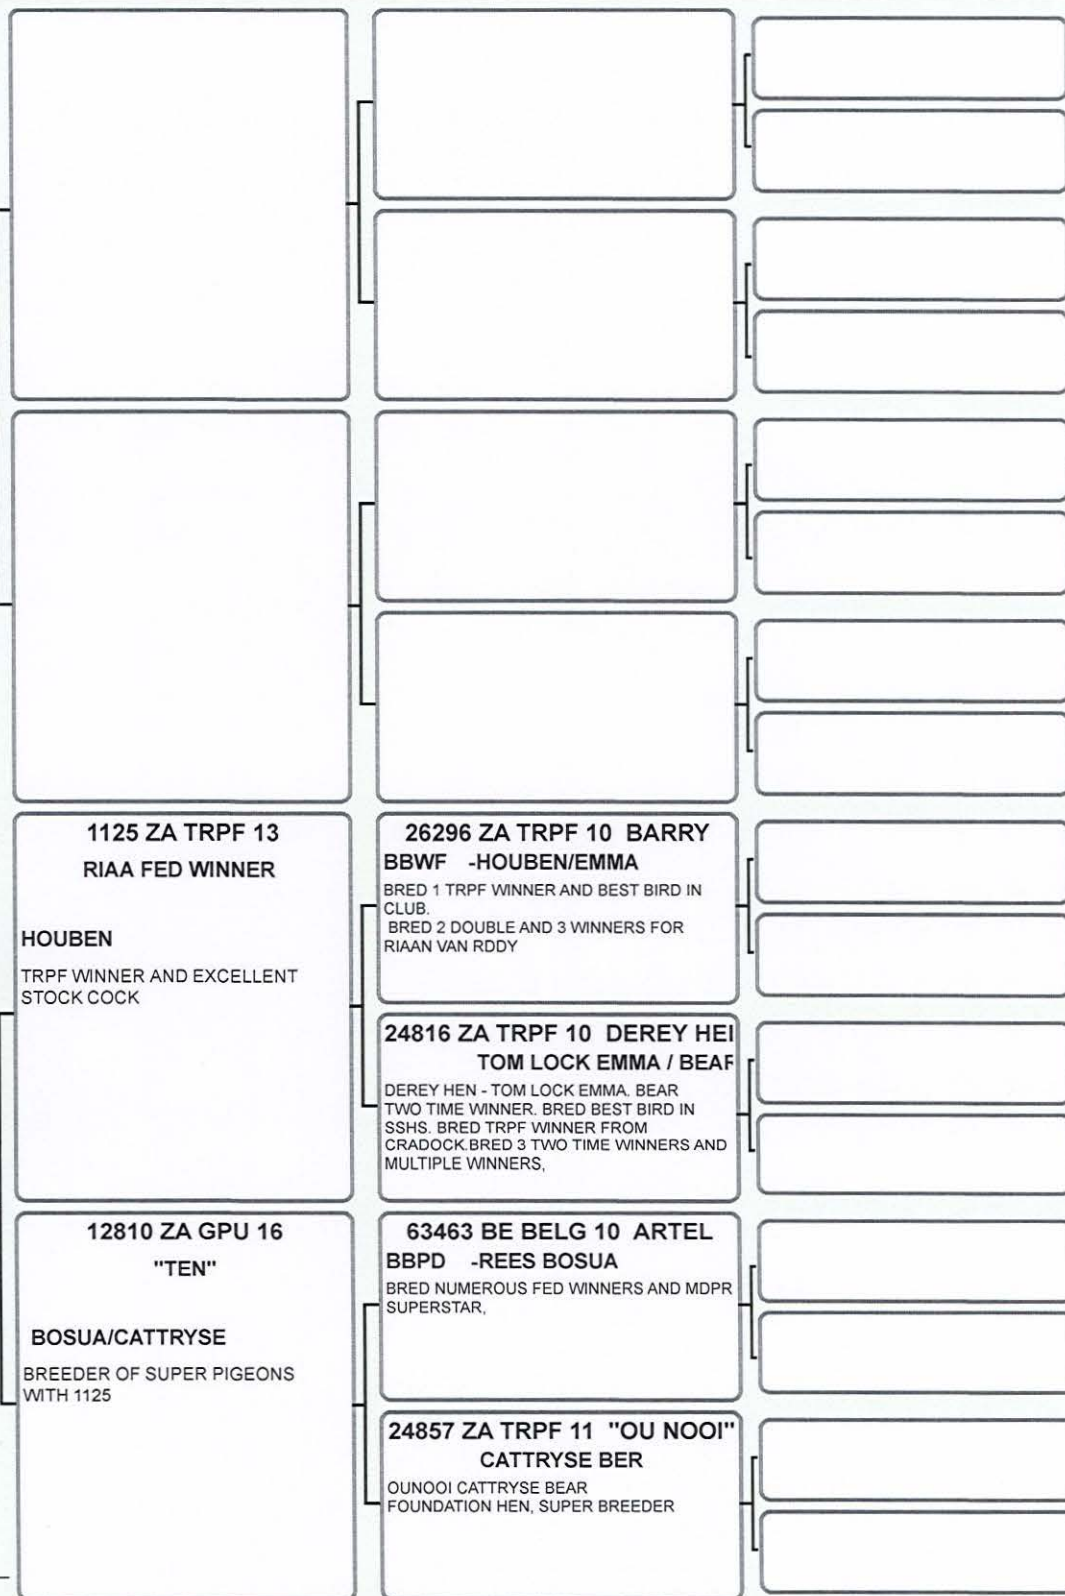 1125 ZA TRPF 13
RIAA FED WINNER
HOUBEN
TRPF WINNER AND EXCELLENT
STOCK COCK
26296 ZA TRPF 10 BARRY
BBWF -HOUBEN/EMMA
BRED 1 TRPF WINNER AND BEST BIRD IN
CLUB.
BRED 2 DOUBLE AND 3 WINNERS FOR
RIAAN VAN RDDY
24816 ZA TRPF 10 DEREY HEI
TOM LOCK EMMA / BEAR
DEREY HEN - TOM LOCK EMMA. BEAR
TWO TIME WINNER. BRED BEST BIRD IN
SSHS. BRED TRPF WINNER FROM
CRADOCK.BRED 3 TWO TIME WINNERS AND
MULTIPLE WINNERS,
12810 ZA GPU 16
"TEN"
BOSUA/CATTRYSE
BREEDER OF SUPER PIGEONS
WITH 1125
63463 BE BELG 10 ARTEL
BBPD -REES BOSUA
BRED NUMEROUS FED WINNERS AND MDPR
SUPERSTAR,
24857 ZA TRPF 11 "OU NOOI"
CATTRYSE BER
OUNOOI CATTRYSE BEAR
FOUNDATION HEN, SUPER BREEDER